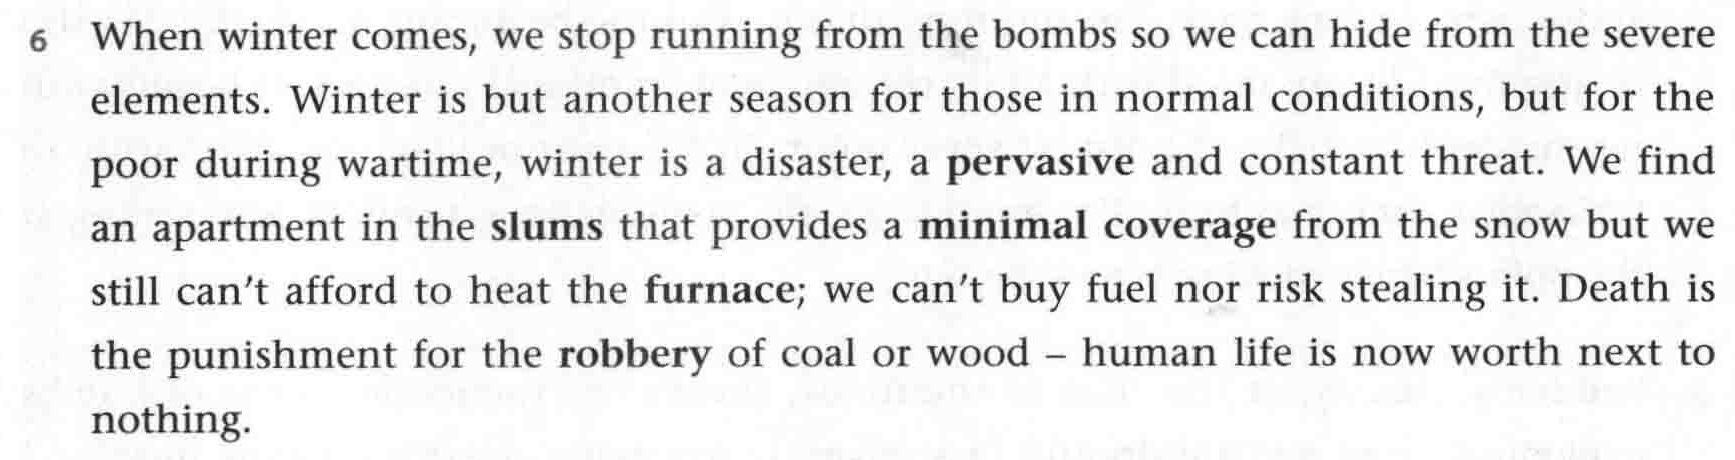 6 When winter comes, we stop running from the bombs so we can hide from the severe
elements. Winter is but another season for those in normal conditions, but for the
poor during wartime, winter is a disaster, a pervasive and constant threat. We find
an apartment in the slums that provides a minimal coverage from the snow but we
still can't afford to heat the furnace; we can't buy fuel nor risk stealing it. Death is
the punishment for the robbery of coal or wood – human life is now worth next to
nothing.